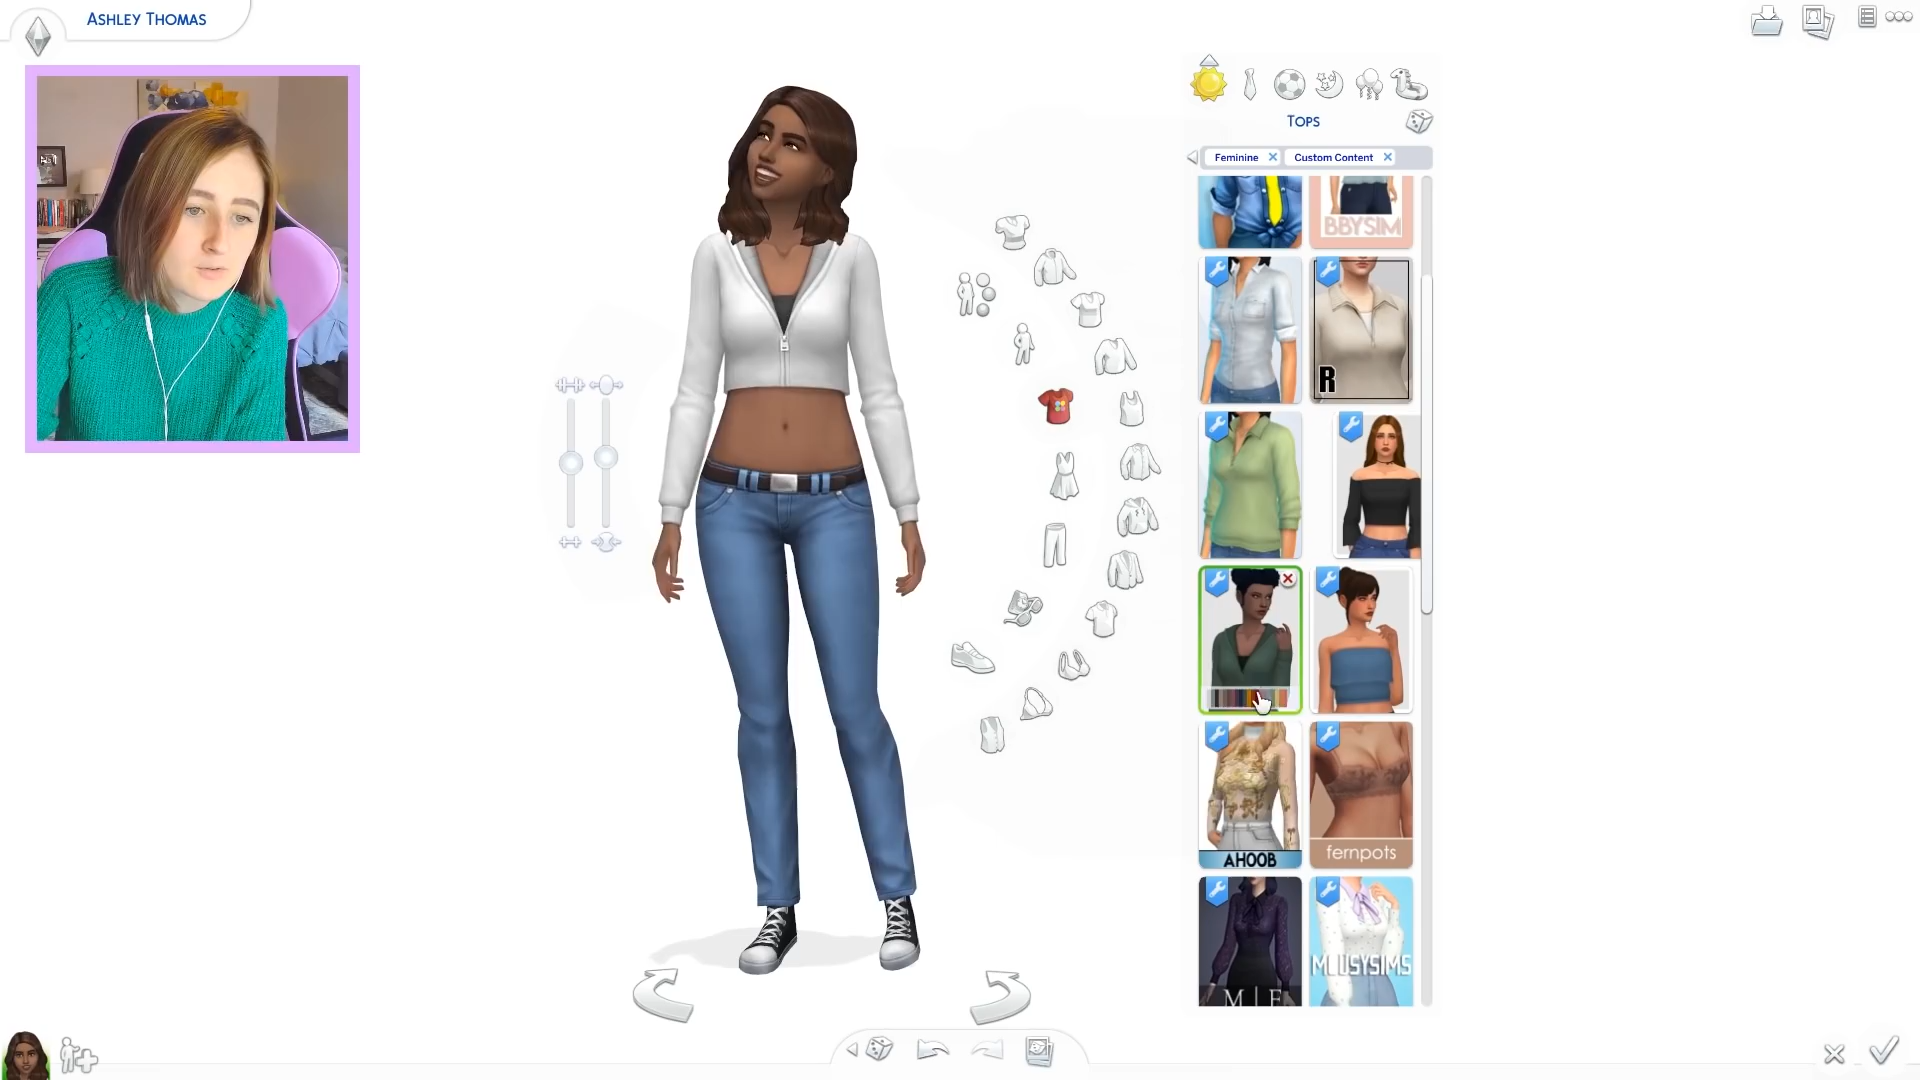 Ashley Thomas
Tops
Feminine
Custom Content
BBYSIM
R
AHOOB
fernpots
M | F
MLUSYSIMS